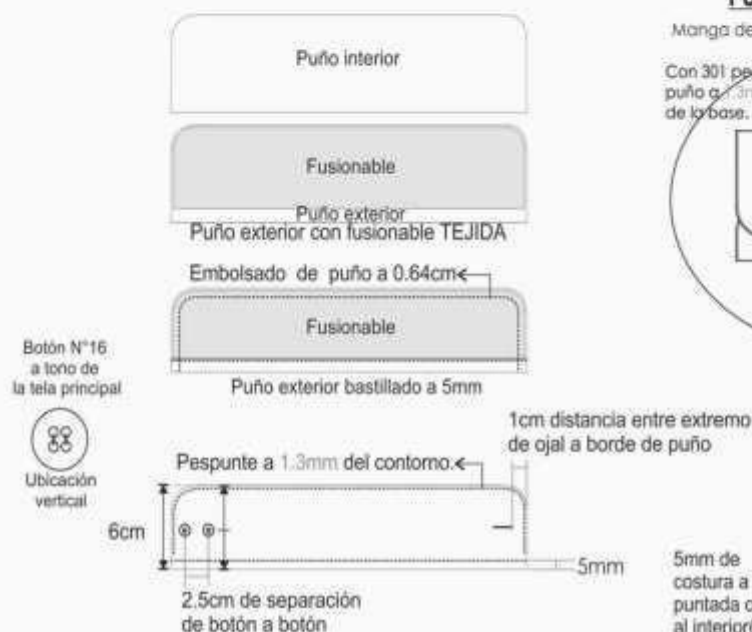 Puño interior
Fusionable
Puño exterior
Puño exterior con fusionable TEJIDA
Embolsado de puño a 0.64cm
Fusionable
Puño exterior bastillado a 5mm
Botón N°16
a tono de
la tela principal
Ubicación
vertical
1cm distancia entre extremo
de ojal a borde de puño
Pespunte a 1.3mm del contorno.
6cm
5mm
2.5cm de separación
de botón a botón
Manga de
Con 301
puño a
de la base.
5mm de
costura a
puntada
al